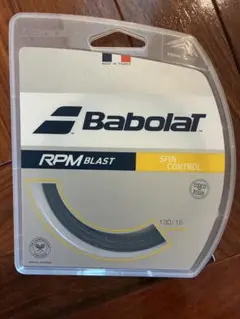 BABOLAT
RPM BLAST
SPIN
CONTROL
130/16